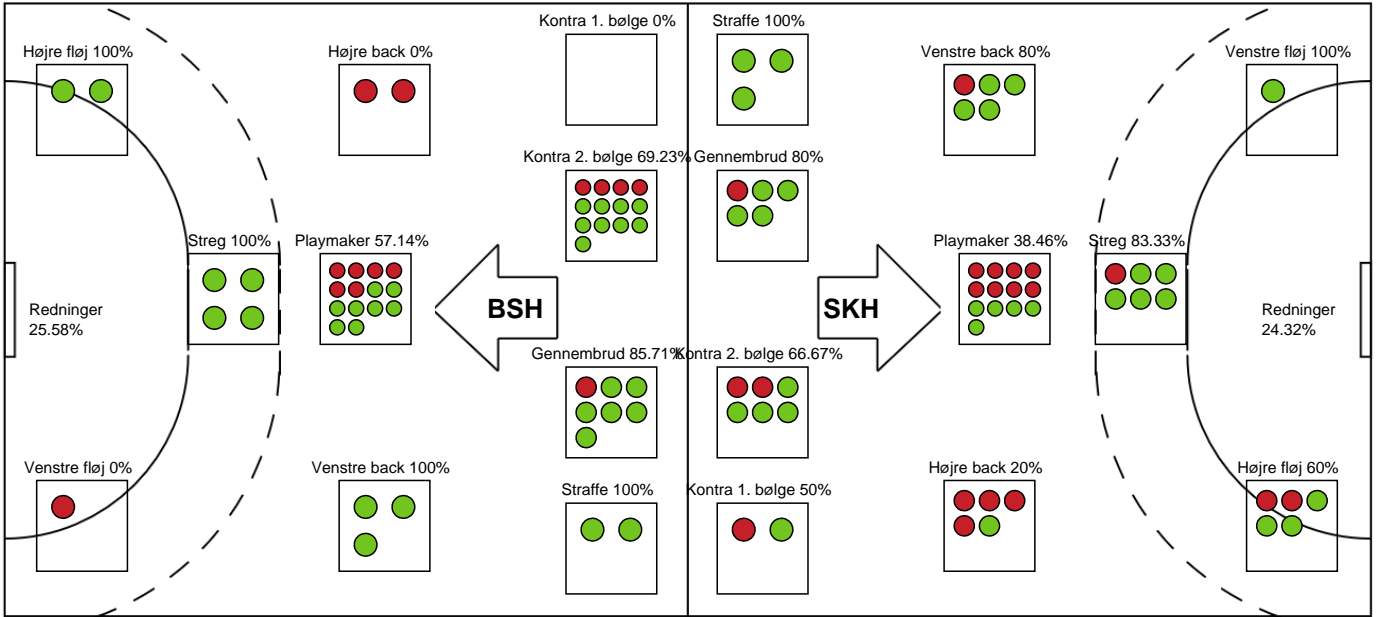 Kontra 1. bølge 0%
Straffe 100%
Højre fløj 100%
Højre back 0%
Venstre back 80%
Venstre fløj 100%
Kontra 2. bølge 69.23%
Gennembrud 80%
Streg 100%
Playmaker 57.14%
Playmaker 38.46%
Streg 83.33%
Redninger
25.58%
BSH
SKH
Redninger
24.32%
Gennembrud 85.71%
Kontra 2. bølge 66.67%
Venstre fløj 0%
Venstre back 100%
Højre back 20%
Højre fløj 60%
Straffe 100%
Kontra 1. bølge 50%